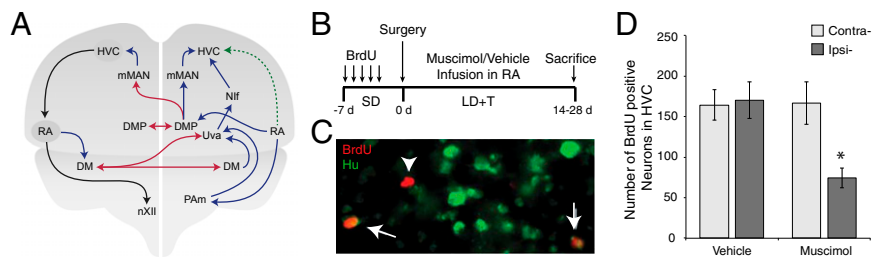 A
HVC
HVC
mMAN
mMAN
NIf
RA
DMP
DMP
Uva
RA
DM
DM
PAm
nXII
B
Surgery
BrdU
Muscimol/Vehicle
Infusion in RA
Sacrifice
-7 d
SD
0 d
LD+T
14-28 d
C
BrdU
Hu
D
Contra-
Ipsi-
Number of BrdU positive
Neurons in HVC
250
200
150
100
50
0
*
Vehicle
Muscimol